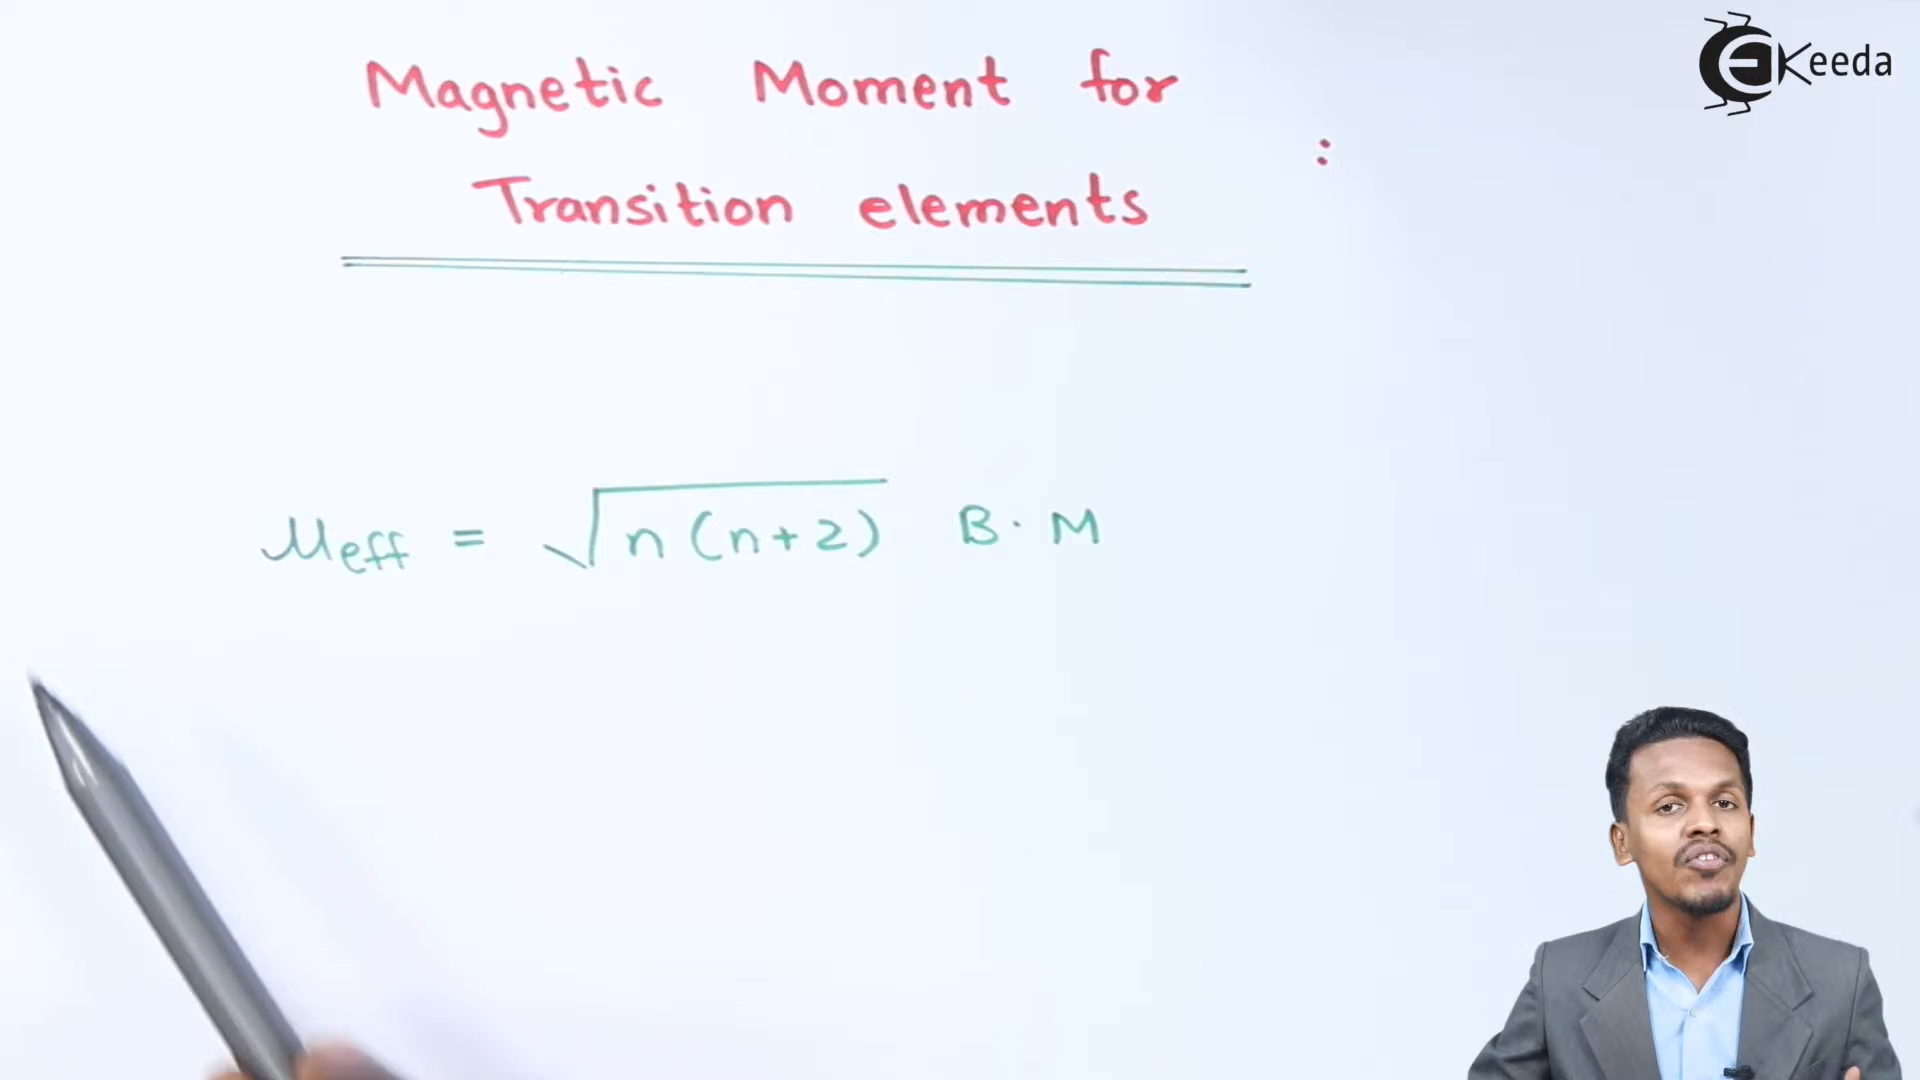 Magnetic Moment for
Transition elements :
μeff = √n(n+2) B·M
EKeeda